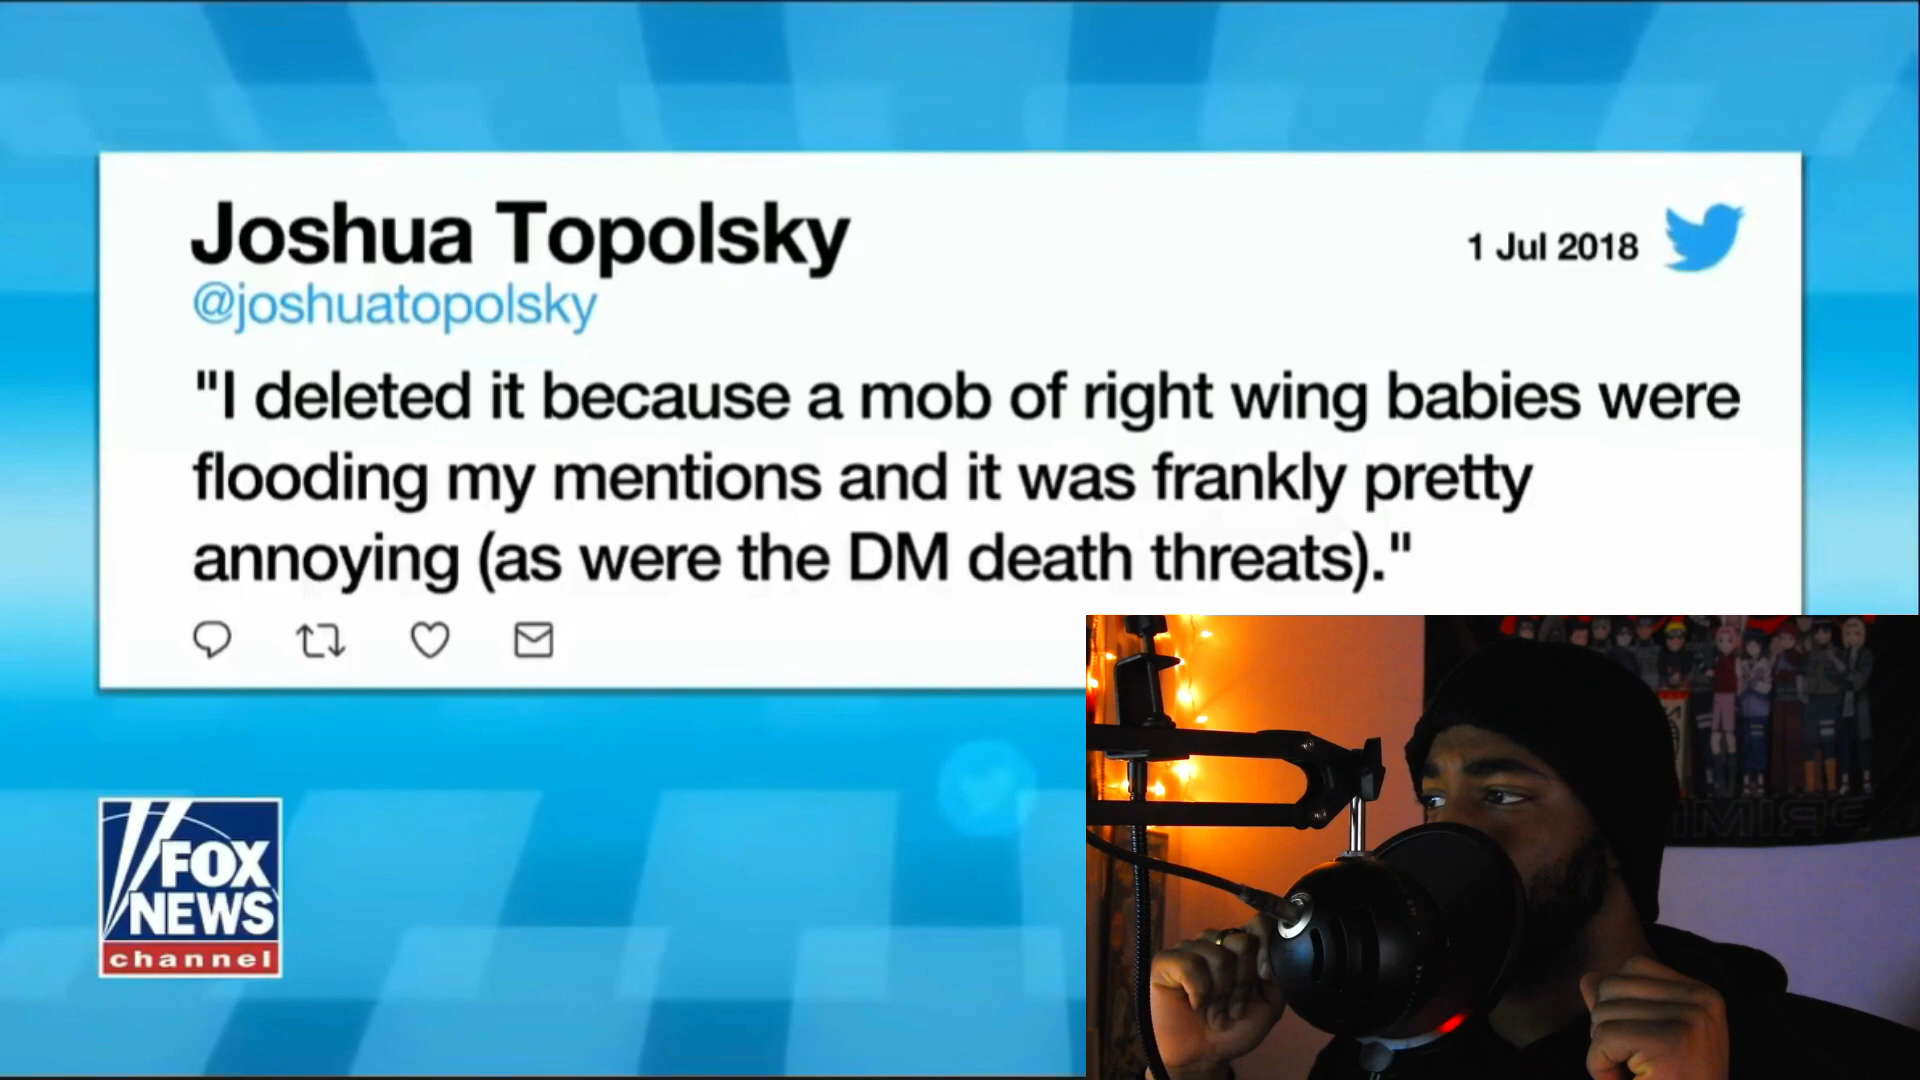 Joshua Topolsky
1 Jul 2018
@joshuatopolsky
"I deleted it because a mob of right wing babies were
flooding my mentions and it was frankly pretty
annoying (as were the DM death threats)."
FOX
NEWS
channel